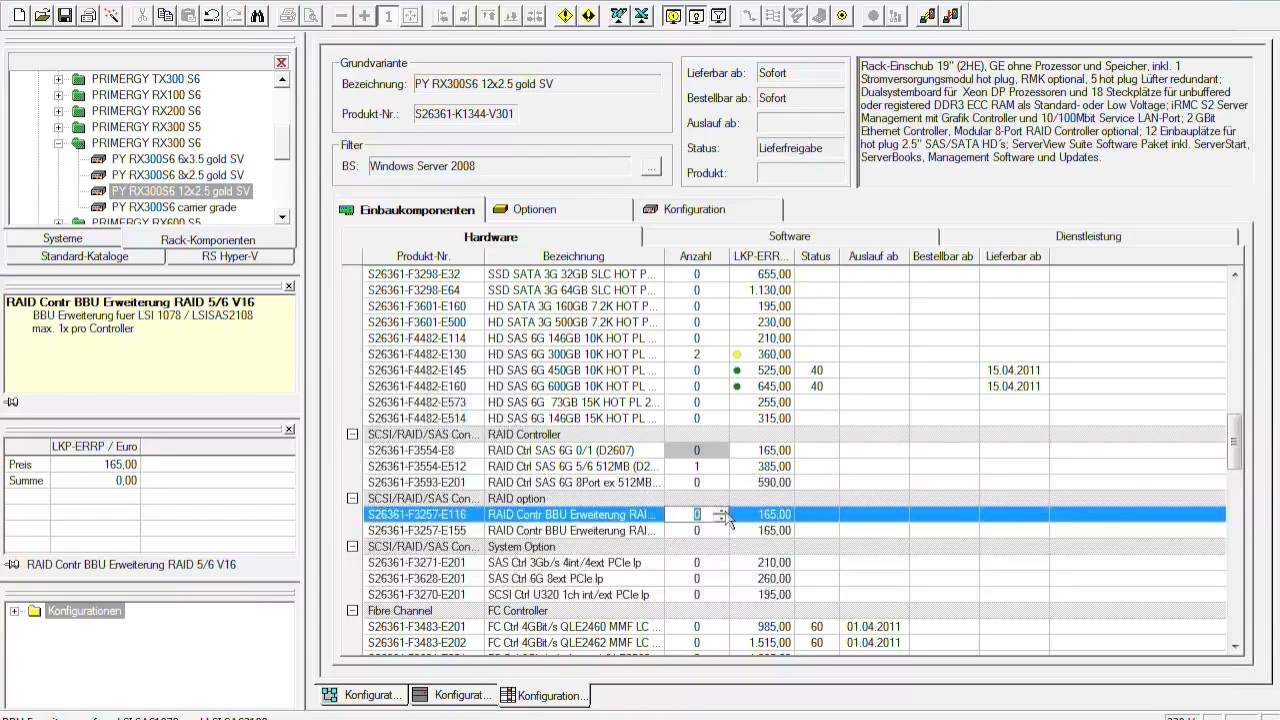 1
PRIMERGY TX300 S6
PRIMERGY RX100 S6
PRIMERGY RX200 S6
PRIMERGY RX300 S5
PRIMERGY RX300 S6
PY RX300S6 6x3.5 gold SV
PY RX300S6 8x2.5 gold SV
PY RX300S6 12x2.5 gold SV
PY RX300S6 carrier grade
PRIMERGY RX600 S5
Systeme Rack-Komponenten
Standard-Kataloge RS Hyper-V
RAID Contr BBU Erweiterung RAID 5/6 V16
BBU Erweiterung fuer LSI 1078 / LSISAS2108
max. 1x pro Controller
LKP-ERRP / Euro
Preis 165,00
Summe 0,00
RAID Contr BBU Erweiterung RAID 5/6 V16
Konfigurationen
Grundvariante
Bezeichnung: PY RX300S6 12x2.5 gold SV
Produkt-Nr.: S26361-K1344-V301
Filter
BS: Windows Server 2008 ...
Lieferbar ab: Sofort
Bestellbar ab: Sofort
Auslauf ab:
Status: Lieferfreigabe
Produkt:
Rack-Einschub 19" (2HE), GE ohne Prozessor und Speicher, inkl. 1
Stromversorgungsmodul hot plug, RMK optional, 5 hot plug Lüfter redundant;
Dualsystemboard für Xeon DP Prozessoren und 18 Steckplätze für unbuffered
oder registered DDR3 ECC RAM als Standard- oder Low Voltage; iRMC S2 Server
Management mit Grafik Controller und 10/100Mbit Service LAN-Port; 2 GBit
Ethernet Controller, Modular 8-Port RAID Controller optional; 12 Einbauplätze für
hot plug 2.5" SAS/SATA HD's; ServerView Suite Software Paket inkl. ServerStart,
ServerBooks, Management Software und Updates.
Einbaukomponenten Optionen Konfiguration
Hardware Software Dienstleistung
Produkt-Nr. Bezeichnung Anzahl LKP-ERR... Status Auslauf ab Bestellbar ab Lieferbar ab
S26361-F3298-E32 SSD SATA 3G 32GB SLC HOT P... 0 655,00
S26361-F3298-E64 SSD SATA 3G 64GB SLC HOT P... 0 1.130,00
S26361-F3601-E160 HD SATA 3G 160GB 7.2K HOT P... 0 195,00
S26361-F3601-E500 HD SATA 3G 500GB 7.2K HOT P... 0 230,00
S26361-F4482-E114 HD SAS 6G 146GB 10K HOT PL ... 0 210,00
S26361-F4482-E130 HD SAS 6G 300GB 10K HOT PL ... 2 360,00
S26361-F4482-E145 HD SAS 6G 450GB 10K HOT PL ... 0 525,00 40 15.04.2011
S26361-F4482-E160 HD SAS 6G 600GB 10K HOT PL ... 0 645,00 40 15.04.2011
S26361-F4482-E573 HD SAS 6G 73GB 15K HOT PL 2... 0 255,00
S26361-F4482-E514 HD SAS 6G 146GB 15K HOT PL ... 0 315,00
SCSI/RAID/SAS Con... RAID Controller
S26361-F3554-E8 RAID Ctrl SAS 6G 0/1 (D2607) 0 165,00
S26361-F3554-E512 RAID Ctrl SAS 6G 5/6 512MB (D2... 1 385,00
S26361-F3593-E201 RAID Ctrl SAS 6G 8Port ex 512MB... 0 590,00
SCSI/RAID/SAS Con... RAID option
S26361-F3257-E116 RAID Contr BBU Erweiterung RAI... 0 165,00
S26361-F3257-E155 RAID Contr BBU Erweiterung RAI... 0 165,00
SCSI/RAID/SAS Con... System Option
S26361-F3271-E201 SAS Ctrl 3Gb/s 4int/4ext PCIe lp 0 210,00
S26361-F3628-E201 SAS Ctrl 6G 8ext PCIe lp 0 260,00
S26361-F3270-E201 SCSI Ctrl U320 1ch int/ext PCIe lp 0 195,00
Fibre Channel FC Controller
S26361-F3483-E201 FC Ctrl 4GBit/s QLE2460 MMF LC ... 0 985,00 60 01.04.2011
S26361-F3483-E202 FC Ctrl 4GBit/s QLE2462 MMF LC ... 0 1.515,00 60 01.04.2011
Konfigurat... Konfigurat... Konfiguration...